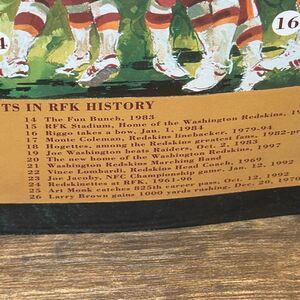 4
16
TS IN RFK HISTORY
14 The Fun Bunch, 1983
15 RFK Stadium, Home of the Washington Redskins, 1
16 Riggo takes a bow, Jan. 1, 1984
17 Monte Coleman, Redskins linebacker, 1979-94
18 Hogettes, among the Redskins greatest fans, 1982-p
19 Joe Washington beats Raiders, Oct. 2, 1983
20 The new home of the Washington Redskins, 1997
21 Washington Redskins Marching Band
22 Vince Lombardi, Redskins Head Coach, 1969
23 Joe Jacoby, NFC Championship game, Jan. 12, 1992
24 Redskinettes at RFK, 1961-96
25 Art Monk catches 825th career pass, Oct. 12, 1992
26 Larry Brown gains 1000 yards rushing, Dec. 20, 1970